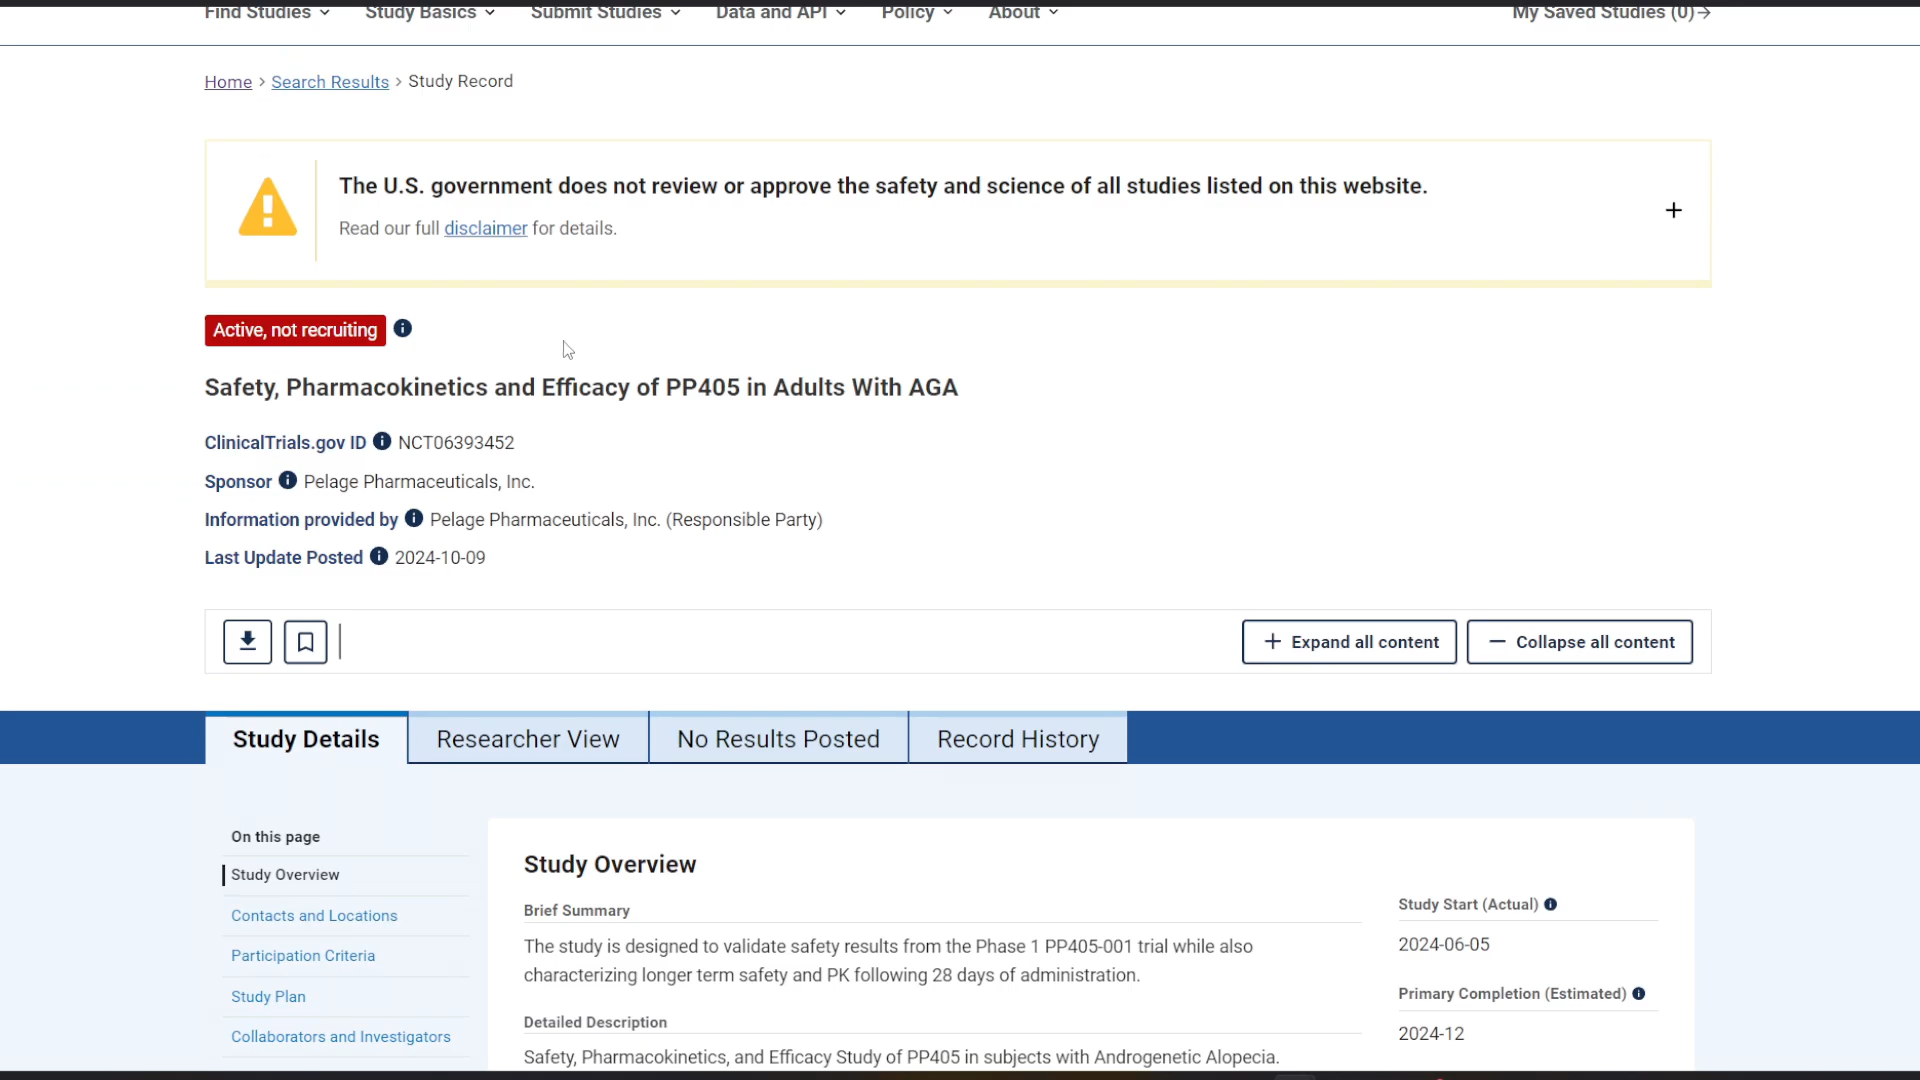 Find Studies Study Basics Submit Studies Data and API Policy About My Saved Studies (0)→
Home > Search Results > Study Record
The U.S. government does not review or approve the safety and science of all studies listed on this website.
Read our full disclaimer for details.
Active, not recruiting
Safety, Pharmacokinetics and Efficacy of PP405 in Adults With AGA
ClinicalTrials.gov ID NCT06393452
Sponsor Pelage Pharmaceuticals, Inc.
Information provided by Pelage Pharmaceuticals, Inc. (Responsible Party)
Last Update Posted 2024-10-09
+ Expand all content — Collapse all content
Study Details Researcher View No Results Posted Record History
On this page
Study Overview
Contacts and Locations
Participation Criteria
Study Plan
Collaborators and Investigators
Study Overview
Brief Summary
The study is designed to validate safety results from the Phase 1 PP405-001 trial while also
characterizing longer term safety and PK following 28 days of administration.
Detailed Description
Safety, Pharmacokinetics, and Efficacy Study of PP405 in subjects with Androgenetic Alopecia.
Study Start (Actual)
2024-06-05
Primary Completion (Estimated)
2024-12